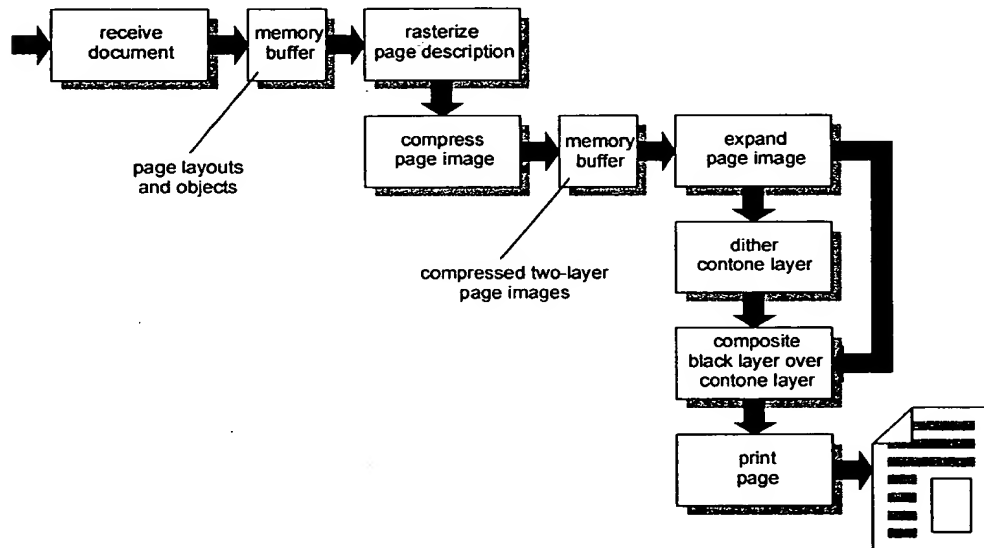 receive
document
memory
buffer
rasterize
page description
page layouts
and objects
compress
page image
memory
buffer
expand
page image
compressed two-layer
page images
dither
contone layer
composite
black layer over
contone layer
print
page